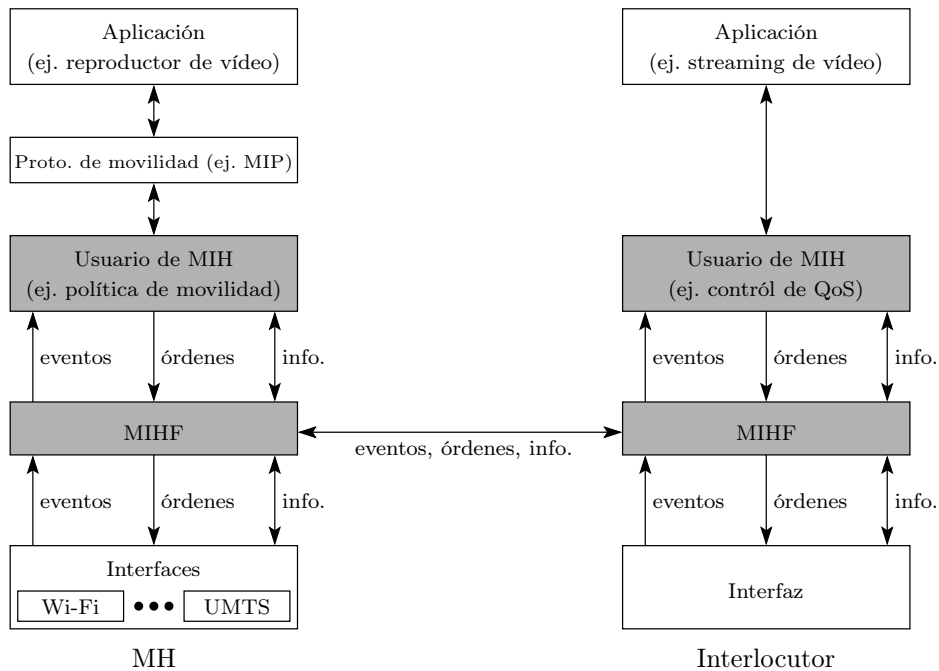 Aplicación
(ej. reproductor de vídeo)
Aplicación
(ej. streaming de vídeo)
Proto. de movilidad (ej. MIP)
Usuario de MIH
(ej. política de movilidad)
Usuario de MIH
(ej. contról de QoS)
eventos
órdenes
info.
eventos
órdenes
info.
MIHF
MIHF
eventos, órdenes, info.
eventos
órdenes
info.
eventos
órdenes
info.
Interfaces
Wi-Fi
UMTS
Interfaz
MH
Interlocutor